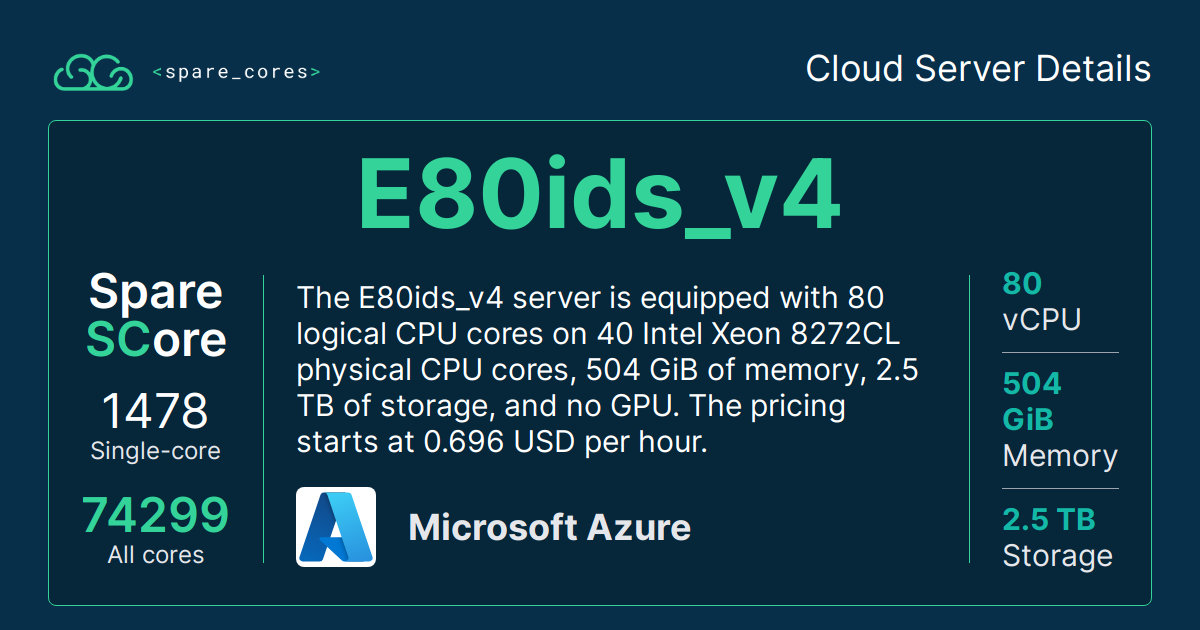 <spare_cores>
Cloud Server Details
E80ids_v4
Spare
SCore
1478
Single-core
74299
All cores
The E80ids_v4 server is equipped with 80
logical CPU cores on 40 Intel Xeon 8272CL
physical CPU cores, 504 GiB of memory, 2.5
TB of storage, and no GPU. The pricing
starts at 0.696 USD per hour.
Microsoft Azure
80
vCPU
504
GiB
Memory
2.5 TB
Storage